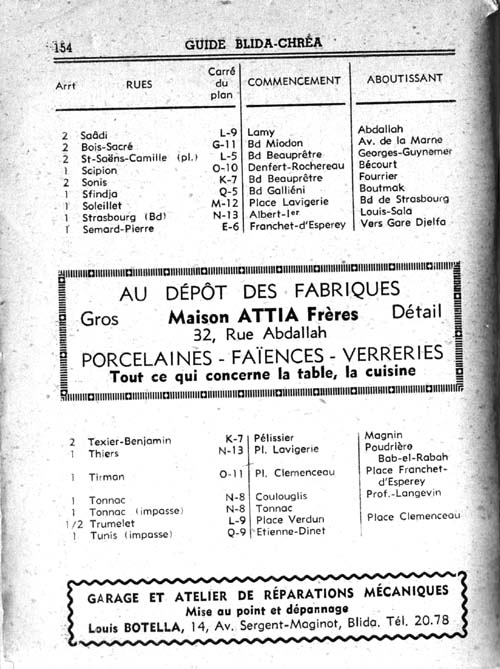 154 GUIDE BLIDA-CHRÉA
Arrt RUES Carré du plan COMMENCEMENT ABOUTISSANT
2 Saâdi L-9 Lamy Abdallah
2 Bois-Sacré G-11 Bd Miodon Av. de la Marne
2 St-Saëns-Camille (pl.) L-5 Bd Beauprêtre Georges-Guynemer
1 Scipion O-10 Denfert-Rochereau Bécourt
2 Sonis K-7 Bd Beauprêtre Fourrier
1 Sfindja Q-5 Bd Galliéni Boutmak
1 Soleillet M-12 Place Lavigerie Bd de Strasbourg
1 Strasbourg (Bd) N-13 Albert-Ier Louis-Sala
1 Semard-Pierre E-6 Franchet-d'Esperey Vers Gare Djelfa
AU DÉPÔT DES FABRIQUES
Gros Maison ATTIA Frères Détail
32, Rue Abdallah
PORCELAINES - FAÏENCES - VERRERIES
Tout ce qui concerne la table, la cuisine
2 Texier-Benjamin K-7 Pélissier Magnin
1 Thiers N-13 Pl. Lavigerie Poudrière
Bab-el-Rabah
1 Tirman O-11 Pl. Clemenceau Place Franchet-
d'Esperey
1 Tonnac N-8 Coulouglis Prof.-Langevin
1 Tonnac (impasse) N-8 Tonnac
1/2 Trumelet L-9 Place Verdun Place Clemenceau
1 Tunis (impasse) Q-9 Etienne-Dinet
GARAGE ET ATELIER DE RÉPARATIONS MÉCANIQUES
Mise au point et dépannage
Louis BOTELLA, 14, Av. Sergent-Maginot, Blida. Tél. 20.78